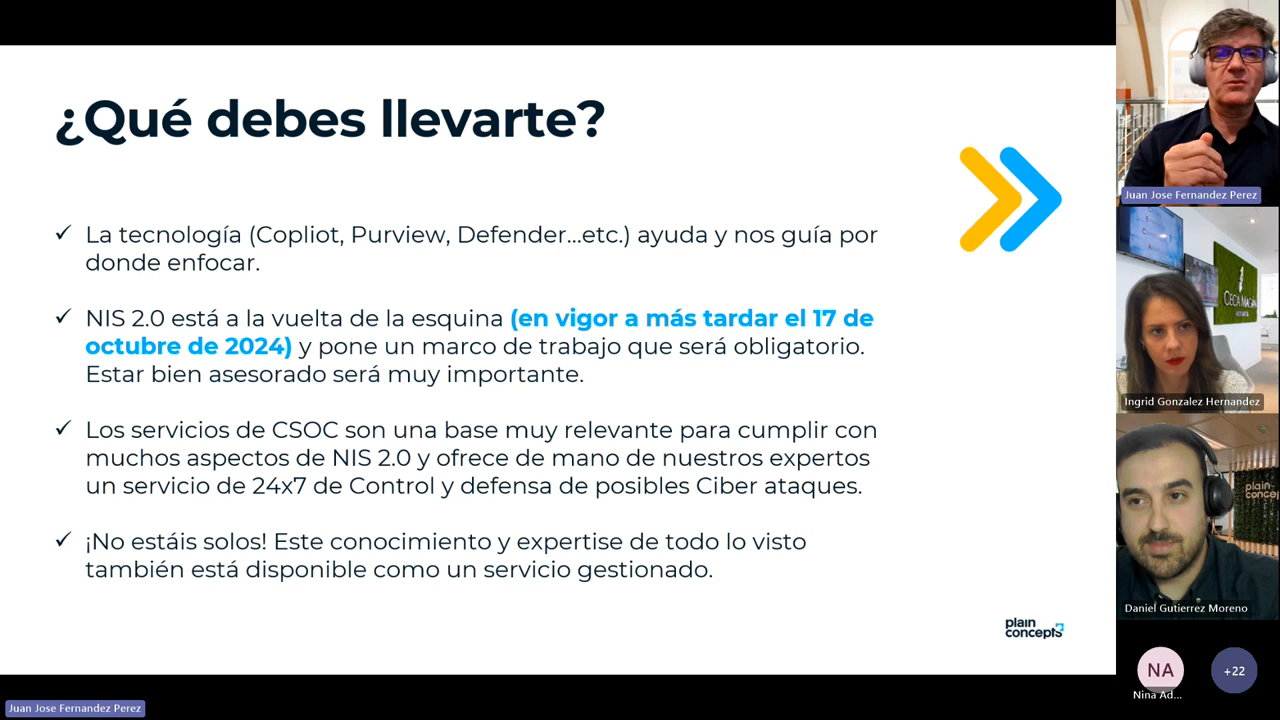 ¿Qué debes llevarte?
✓ La tecnología (Copliot, Purview, Defender...etc.) ayuda y nos guía por
donde enfocar.
✓ NIS 2.0 está a la vuelta de la esquina (en vigor a más tardar el 17 de
octubre de 2024) y pone un marco de trabajo que será obligatorio.
Estar bien asesorado será muy importante.
✓ Los servicios de CSOC son una base muy relevante para cumplir con
muchos aspectos de NIS 2.0 y ofrece de mano de nuestros expertos
un servicio de 24x7 de Control y defensa de posibles Ciber ataques.
✓ ¡No estáis solos! Este conocimiento y expertise de todo lo visto
también está disponible como un servicio gestionado.
plain
concepts
Juan Jose Fernandez Perez
Juan Jose Fernandez Perez
CECA MAGÁN
Ingrid Gonzalez Hernandez
plain
concep
Daniel Gutierrez Moreno
NA
+22
Nina Ad...